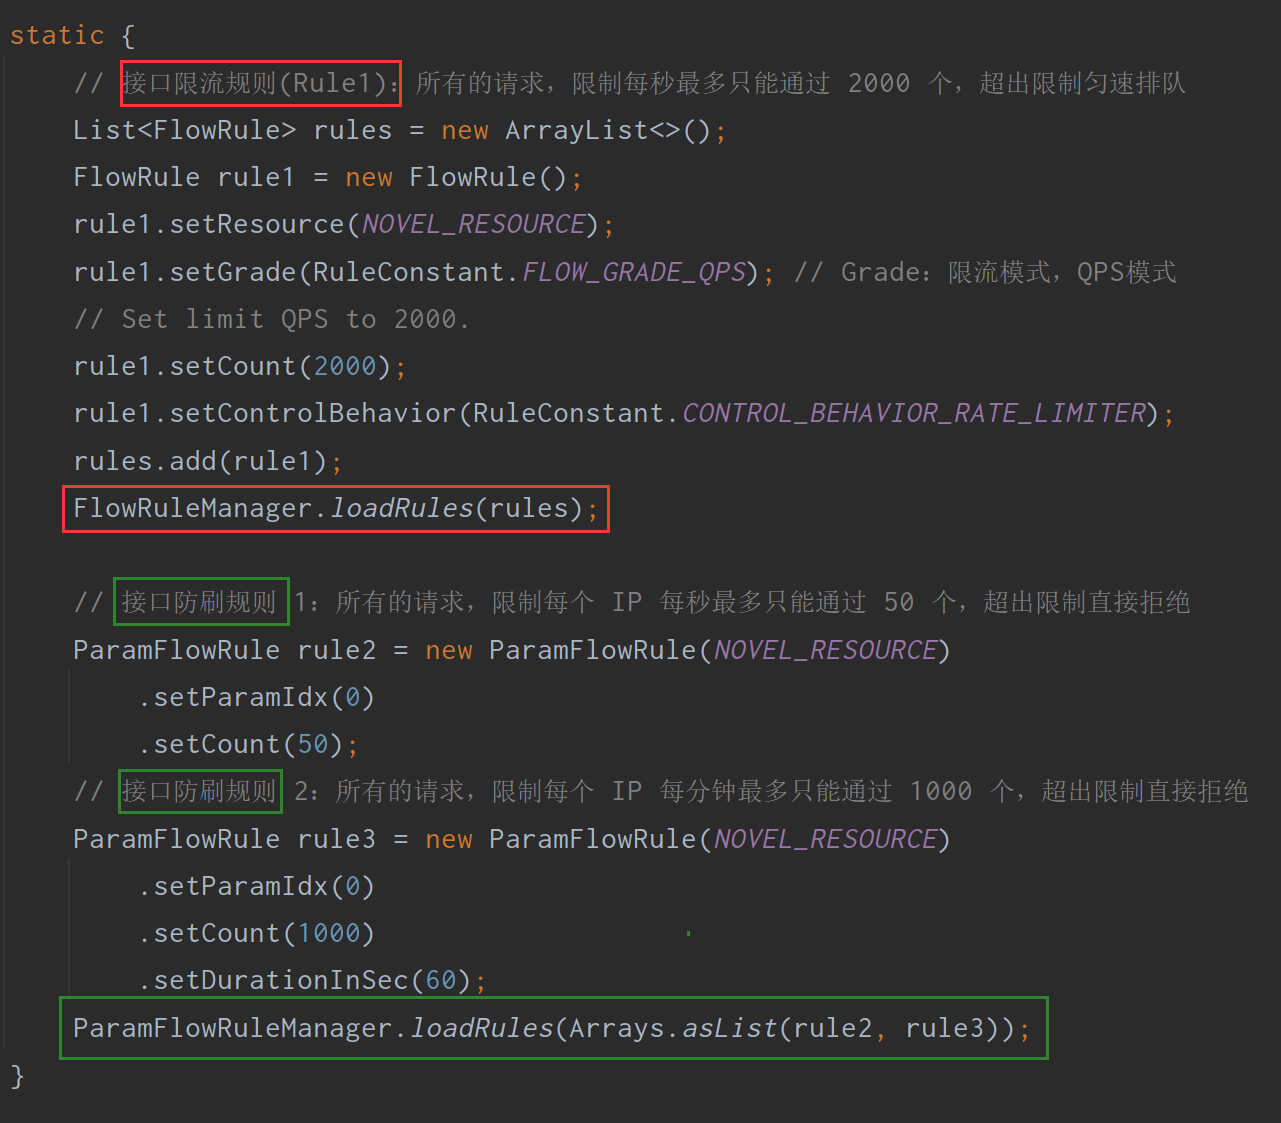 static {
// 接口限流规则(Rule1)：所有的请求，限制每秒最多只能通过 2000 个，超出限制匀速排队
List<FlowRule> rules = new ArrayList<>();
FlowRule rule1 = new FlowRule();
rule1.setResource(NOVEL_RESOURCE);
rule1.setGrade(RuleConstant.FLOW_GRADE_QPS); // Grade：限流模式，QPS模式
// Set limit QPS to 2000.
rule1.setCount(2000);
rule1.setControlBehavior(RuleConstant.CONTROL_BEHAVIOR_RATE_LIMITER);
rules.add(rule1);
FlowRuleManager.loadRules(rules);
// 接口防刷规则 1：所有的请求，限制每个 IP 每秒最多只能通过 50 个，超出限制直接拒绝
ParamFlowRule rule2 = new ParamFlowRule(NOVEL_RESOURCE)
.setParamIdx(0)
.setCount(50);
// 接口防刷规则 2：所有的请求，限制每个 IP 每分钟最多只能通过 1000 个，超出限制直接拒绝
ParamFlowRule rule3 = new ParamFlowRule(NOVEL_RESOURCE)
.setParamIdx(0)
.setCount(1000)
.setDurationInSec(60);
ParamFlowRuleManager.loadRules(Arrays.asList(rule2, rule3));
}